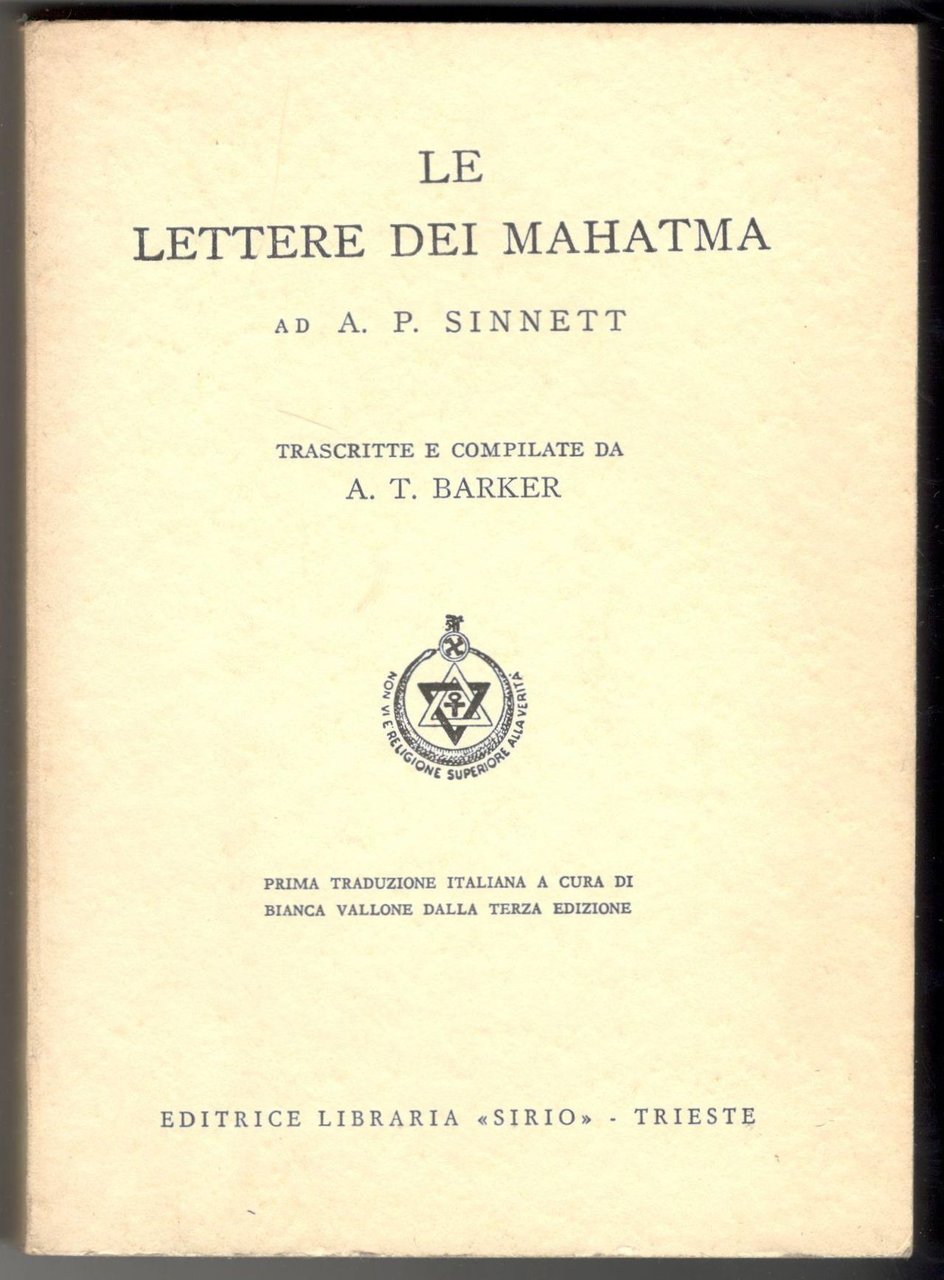 LE
LETTERE DEI MAHATMA
AD A. P. SINNETT
TRASCRITTE E COMPILATE DA
A. T. BARKER
NON VI E RELIGIONE SUPERIORE ALLA VERITÀ
PRIMA TRADUZIONE ITALIANA A CURA DI
BIANCA VALLONE DALLA TERZA EDIZIONE
EDITRICE LIBRARIA «SIRIO» - TRIESTE